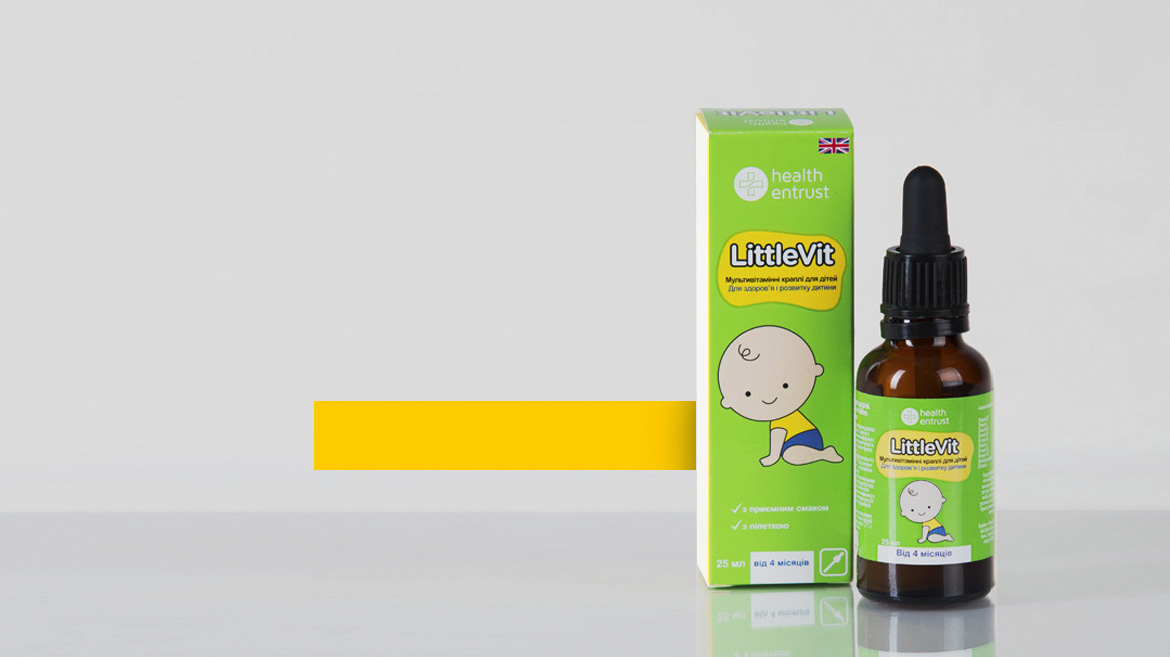 health
entrust
LittleVit
Мультивітамінні краплі для дітей
Для здоров'я і розвитку дитини
з приємним смаком
з піпеткою
25 мл
від 4 місяців
health
entrust
LittleVit
Мультивітамінні краплі для дітей
Для здоров'я і розвитку дитини
25 мл
Від 4 місяців